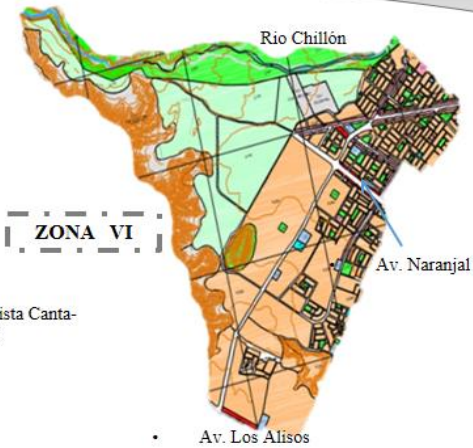 Rio Chillón
ZONA VI
Av. Naranjal
ista Canta-
• Av. Los Alisos